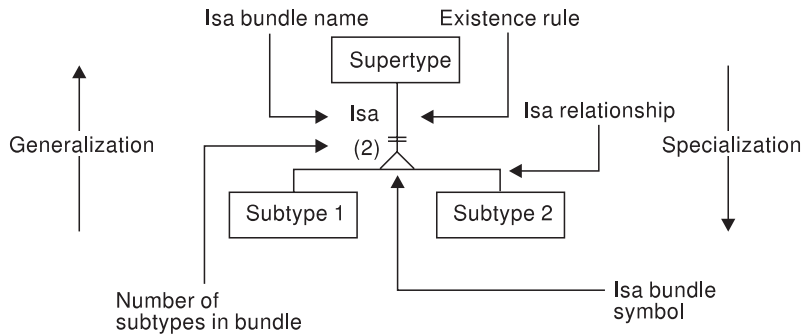 Isa bundle name
Existence rule
Supertype
Isa
Isa relationship
Generalization
(2)
Specialization
Subtype 1
Subtype 2
Number of
subtypes in bundle
Isa bundle
symbol